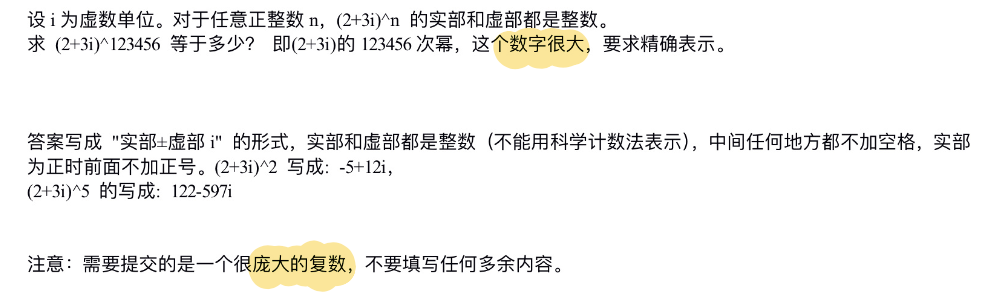 设 i 为虚数单位。对于任意正整数 n，(2+3i)^n 的实部和虚部都是整数。
求 (2+3i)^123456 等于多少？ 即(2+3i)的 123456 次幂，这个数字很大，要求精确表示。
答案写成 "实部±虚部 i" 的形式，实部和虚部都是整数（不能用科学计数法表示），中间任何地方都不加空格，实部
为正时前面不加正号。(2+3i)^2 写成: -5+12i，
(2+3i)^5 的写成: 122-597i
注意：需要提交的是一个很庞大的复数，不要填写任何多余内容。